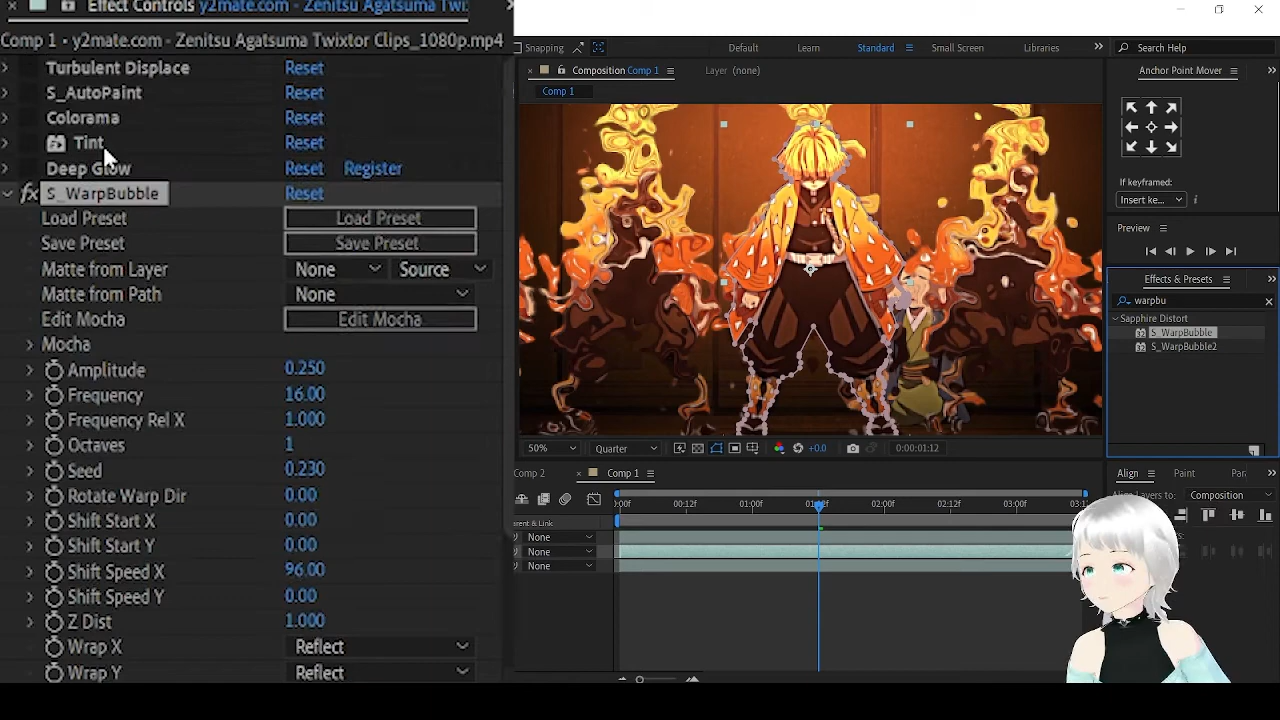 Effect Controls y2mate.com - Zenitsu Agatsuma Twi
Comp 1 • y2mate.com - Zenitsu Agatsuma Twixtor Clips_1080p.mp4
Turbulent Displace Reset
S_AutoPaint Reset
Colorama Reset
Tint Reset
Deep Glow Reset Register
fx S_WarpBubble Reset
Load Preset Load Preset
Save Preset Save Preset
Matte from Layer None Source
Matte from Path None
Edit Mocha Edit Mocha
Mocha
Amplitude 0.250
Frequency 16.00
Frequency Rel X 1.000
Octaves 1
Seed 0.230
Rotate Warp Dir 0.00
Shift Start X 0.00
Shift Start Y 0.00
Shift Speed X 96.00
Shift Speed Y 0.00
Z Dist 1.000
Wrap X Reflect
Wrap Y Reflect
Snapping Default Learn Standard Small Screen Libraries Search Help
Composition Comp 1 Layer (none)
Comp 1
50% Quarter +0.0 0:00:01:12
Anchor Point Mover
If keyframed:
Insert ke...
Preview
Effects & Presets
warpbu
Sapphire Distort
S_WarpBubble
S_WarpBubble2
Comp 2 Comp 1
00:12f 01:00f 02:00f 02:12f 03:00f
None
None
None
Align Paint
Composition